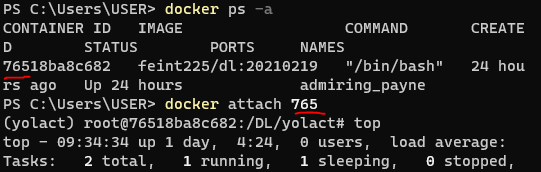 PS C:\Users\USER> docker ps -a
CONTAINER ID   IMAGE                COMMAND       CREATE
D        STATUS        PORTS     NAMES
76518ba8c682   feint225/dl:20210219   "/bin/bash"   24 hou
rs ago   Up 24 hours             admiring_payne
PS C:\Users\USER> docker attach 765
(yolact) root@76518ba8c682:/DL/yolact# top
top - 09:34:34 up 1 day,  4:24,  0 users,  load average:
Tasks:   2 total,   1 running,   1 sleeping,   0 stopped,